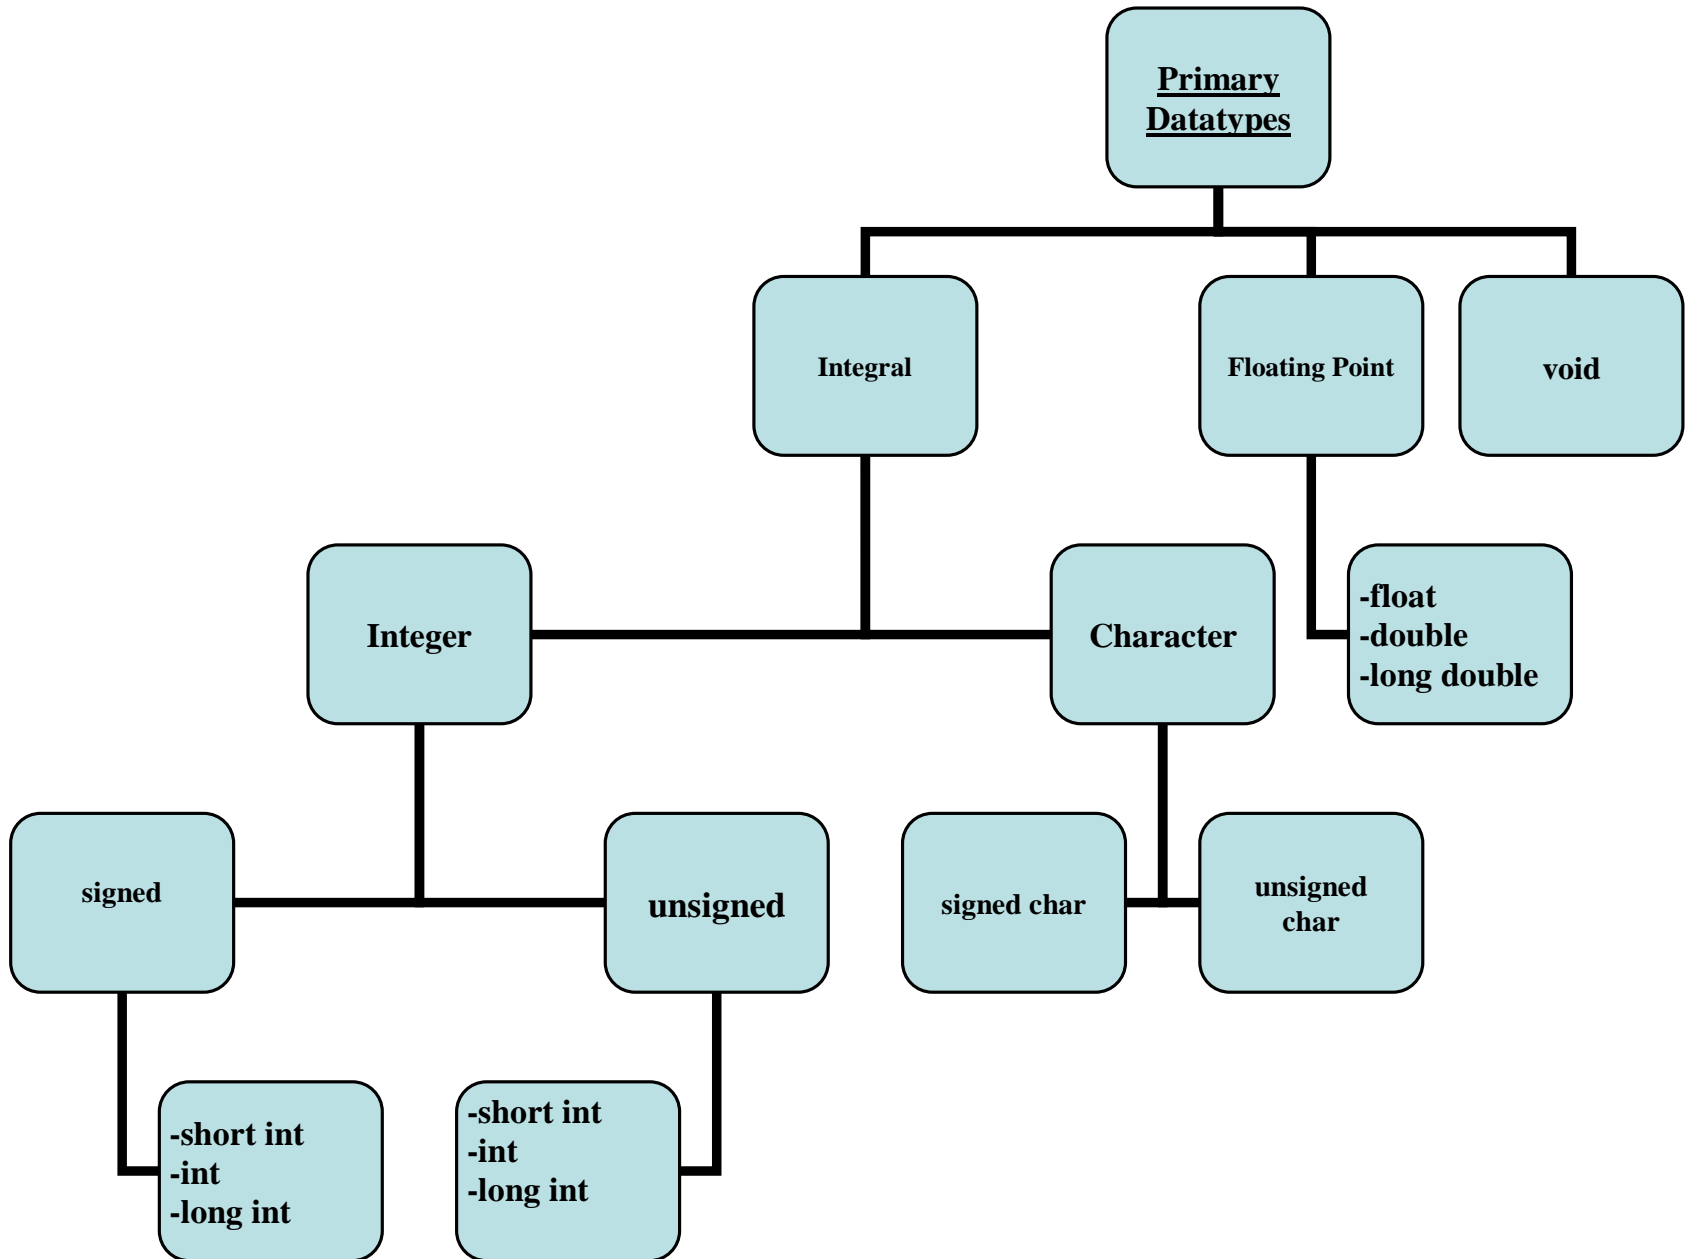 Primary
Datatypes
Integral
Floating Point
void
Integer
Character
-float
-double
-long double
signed
unsigned
signed char
unsigned
char
-short int
-int
-long int
-short int
-int
-long int